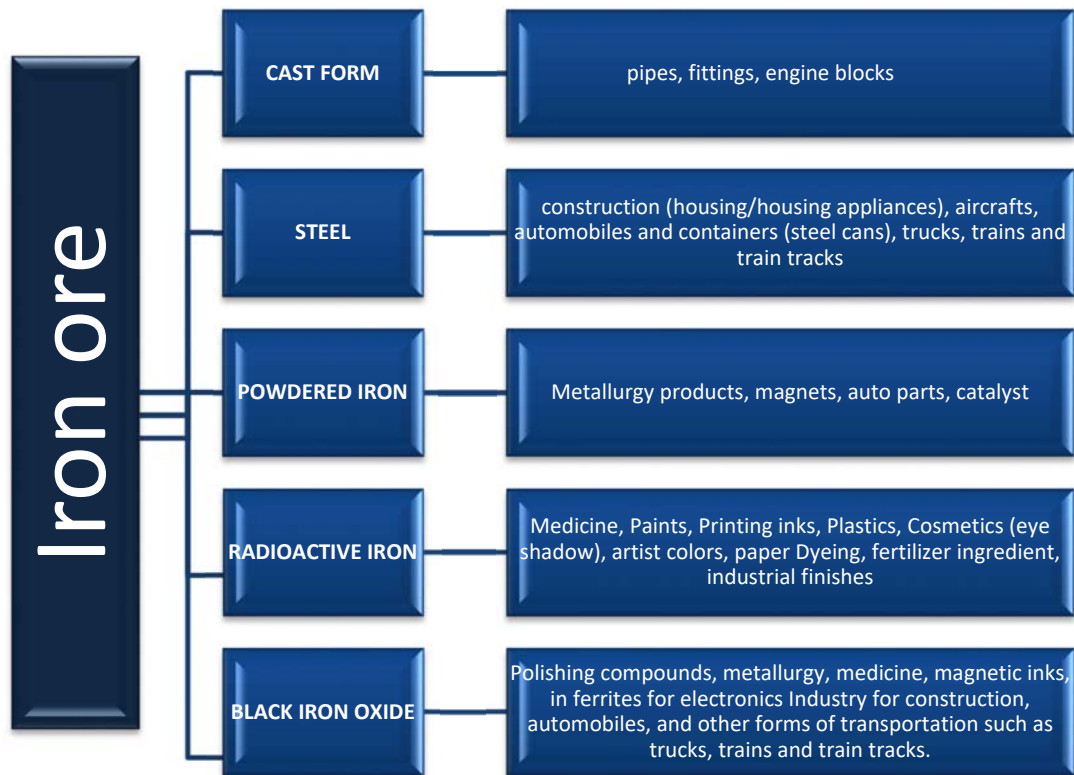 Iron ore
CAST FORM
pipes, fittings, engine blocks
STEEL
construction (housing/housing appliances), aircrafts,
automobiles and containers (steel cans), trucks, trains and
train tracks
POWDERED IRON
Metallurgy products, magnets, auto parts, catalyst
RADIOACTIVE IRON
Medicine, Paints, Printing inks, Plastics, Cosmetics (eye
shadow), artist colors, paper Dyeing, fertilizer ingredient,
industrial finishes
BLACK IRON OXIDE
Polishing compounds, metallurgy, medicine, magnetic inks,
in ferrites for electronics Industry for construction,
automobiles, and other forms of transportation such as
trucks, trains and train tracks.